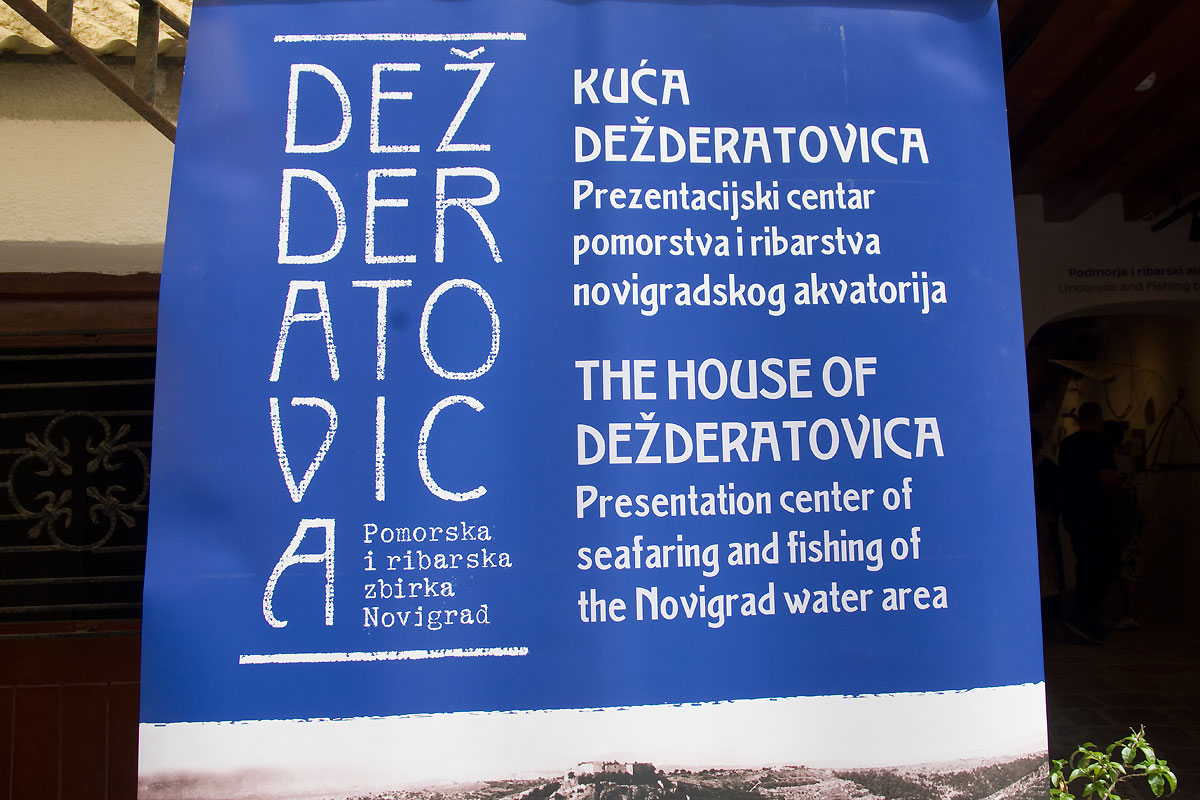 DEŽ
DER
ATO
VIC
A
Pomorska
i ribarska
zbirka
Novigrad
KUĆA
DEŽDERATOVICA
Prezentacijski centar
pomorstva i ribarstva
novigradskog akvatorija
THE HOUSE OF
DEŽDERATOVICA
Presentation center of
seafaring and fishing of
the Novigrad water area
Podmorje i ribarski
Undersea and Fishing